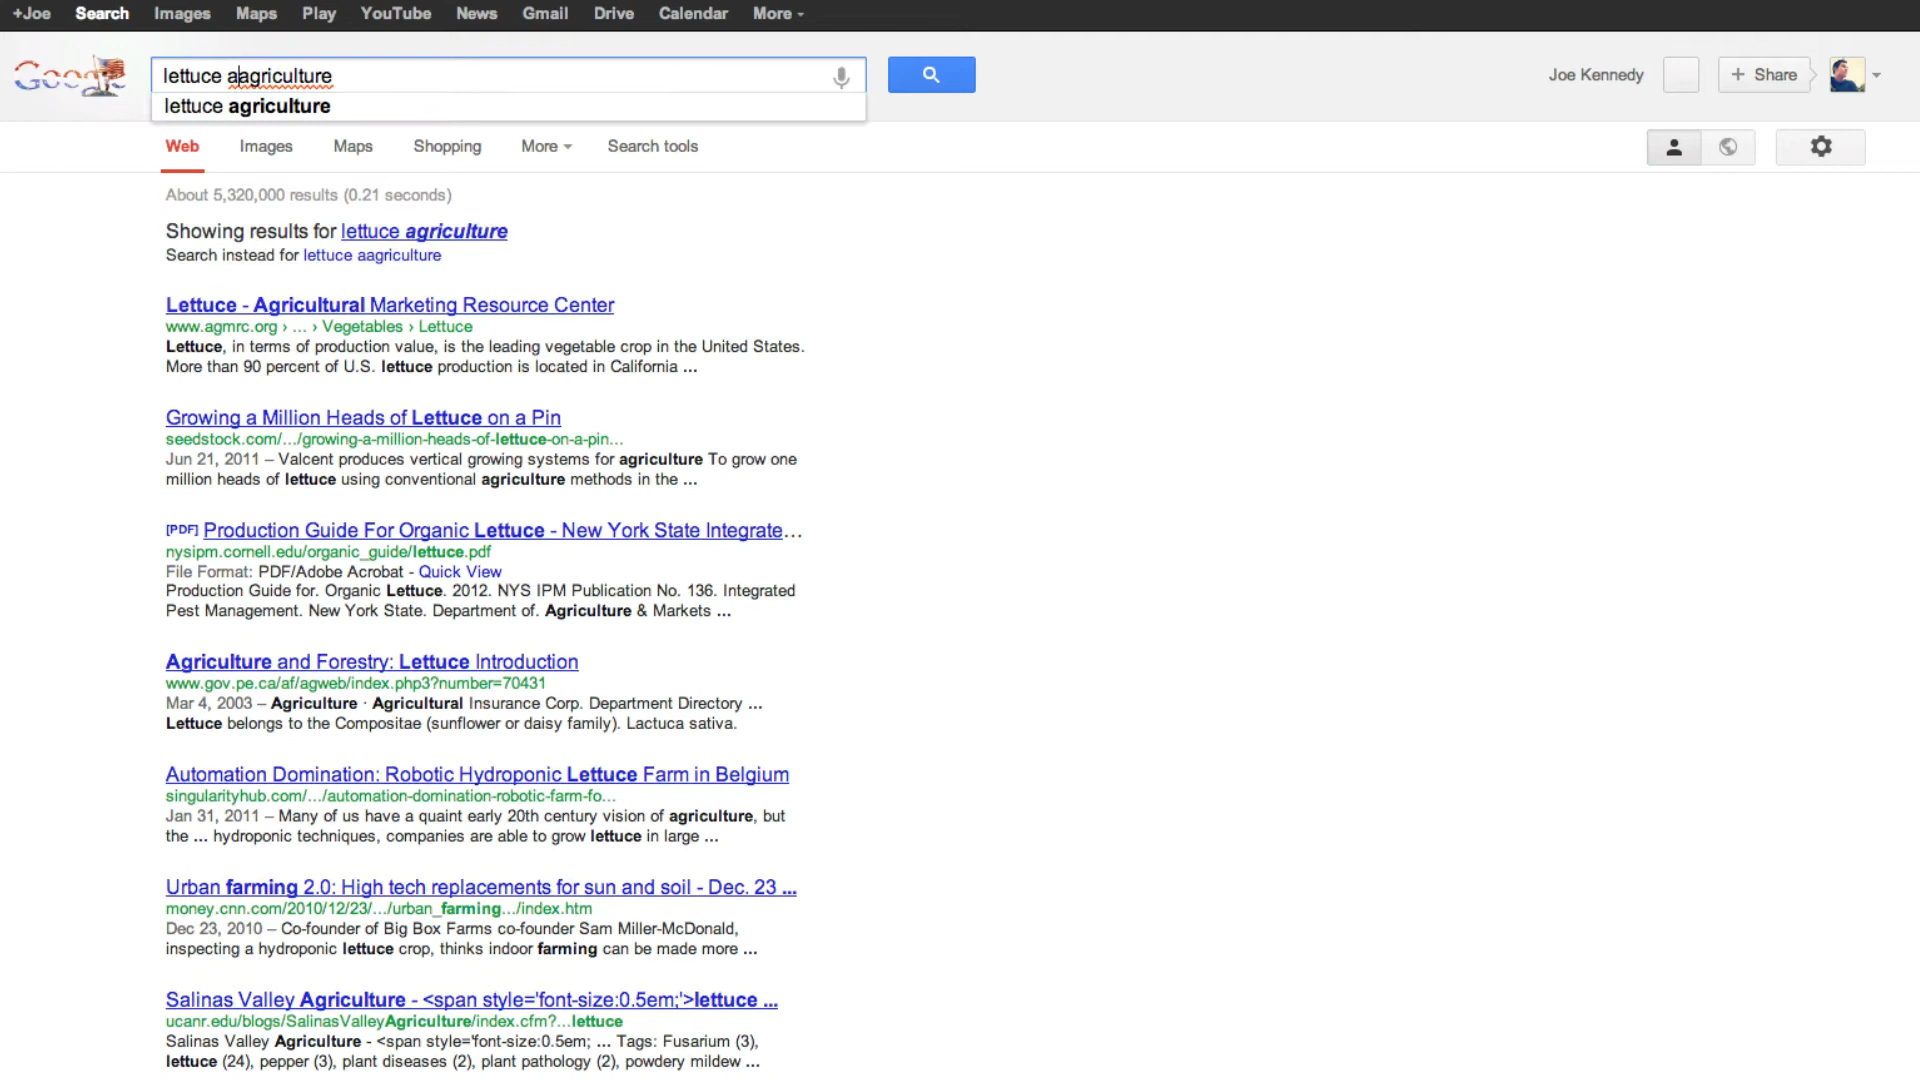 +Joe Search Images Maps Play YouTube News Gmail Drive Calendar More
Google
lettuce aagriculture
Joe Kennedy
+ Share
lettuce agriculture
Web Images Maps Shopping More Search tools
About 5,320,000 results (0.21 seconds)
Showing results for lettuce agriculture
Search instead for lettuce aagriculture
Lettuce - Agricultural Marketing Resource Center
www.agmrc.org › ... › Vegetables › Lettuce
Lettuce, in terms of production value, is the leading vegetable crop in the United States.
More than 90 percent of U.S. lettuce production is located in California ...
Growing a Million Heads of Lettuce on a Pin
seedstock.com/.../growing-a-million-heads-of-lettuce-on-a-pin...
Jun 21, 2011 – Valcent produces vertical growing systems for agriculture To grow one
million heads of lettuce using conventional agriculture methods in the ...
[PDF] Production Guide For Organic Lettuce - New York State Integrate...
nysipm.cornell.edu/organic_guide/lettuce.pdf
File Format: PDF/Adobe Acrobat - Quick View
Production Guide for. Organic Lettuce. 2012. NYS IPM Publication No. 136. Integrated
Pest Management. New York State. Department of. Agriculture & Markets ...
Agriculture and Forestry: Lettuce Introduction
www.gov.pe.ca/af/agweb/index.php3?number=70431
Mar 4, 2003 – Agriculture · Agricultural Insurance Corp. Department Directory ...
Lettuce belongs to the Compositae (sunflower or daisy family). Lactuca sativa.
Automation Domination: Robotic Hydroponic Lettuce Farm in Belgium
singularityhub.com/.../automation-domination-robotic-farm-fo...
Jan 31, 2011 – Many of us have a quaint early 20th century vision of agriculture, but
the ... hydroponic techniques, companies are able to grow lettuce in large ...
Urban farming 2.0: High tech replacements for sun and soil - Dec. 23 ...
money.cnn.com/2010/12/23/.../urban_farming.../index.htm
Dec 23, 2010 – Co-founder of Big Box Farms co-founder Sam Miller-McDonald,
inspecting a hydroponic lettuce crop, thinks indoor farming can be made more ...
Salinas Valley Agriculture - <span style='font-size:0.5em;'>lettuce ...
ucanr.edu/blogs/SalinasValleyAgriculture/index.cfm?...lettuce
Salinas Valley Agriculture - <span style='font-size:0.5em; ... Tags: Fusarium (3),
lettuce (24), pepper (3), plant diseases (2), plant pathology (2), powdery mildew ...